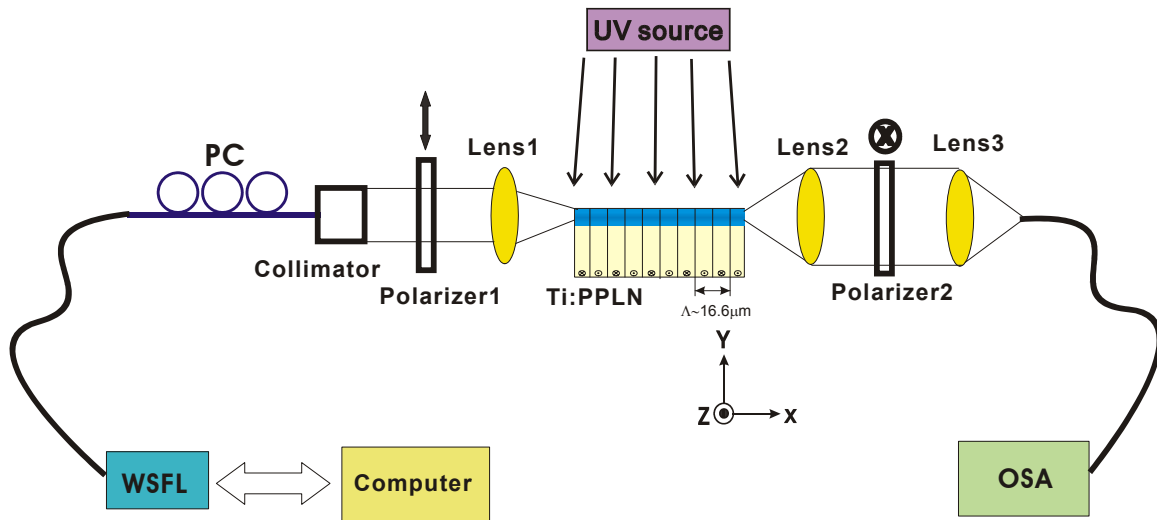 UV source
PC
Lens1
Lens2
X
Lens3
Collimator
Polarizer1
Ti:PPLN
Polarizer2
Λ~16.6μm
Y
Z
X
WSFL
Computer
OSA